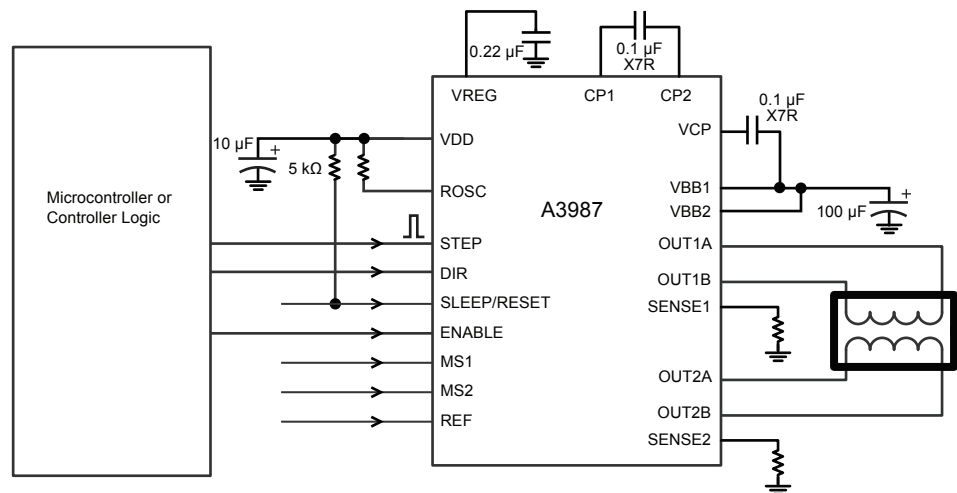 0.22 µF
0.1 µF
X7R
VREG
CP1
CP2
0.1 µF
X7R
VCP
10 µF
+
VDD
5 kΩ
ROSC
Microcontroller or
Controller Logic
A3987
VBB1
VBB2
100 µF
+
STEP
OUT1A
DIR
OUT1B
SLEEP/RESET
SENSE1
ENABLE
MS1
OUT2A
MS2
OUT2B
REF
SENSE2